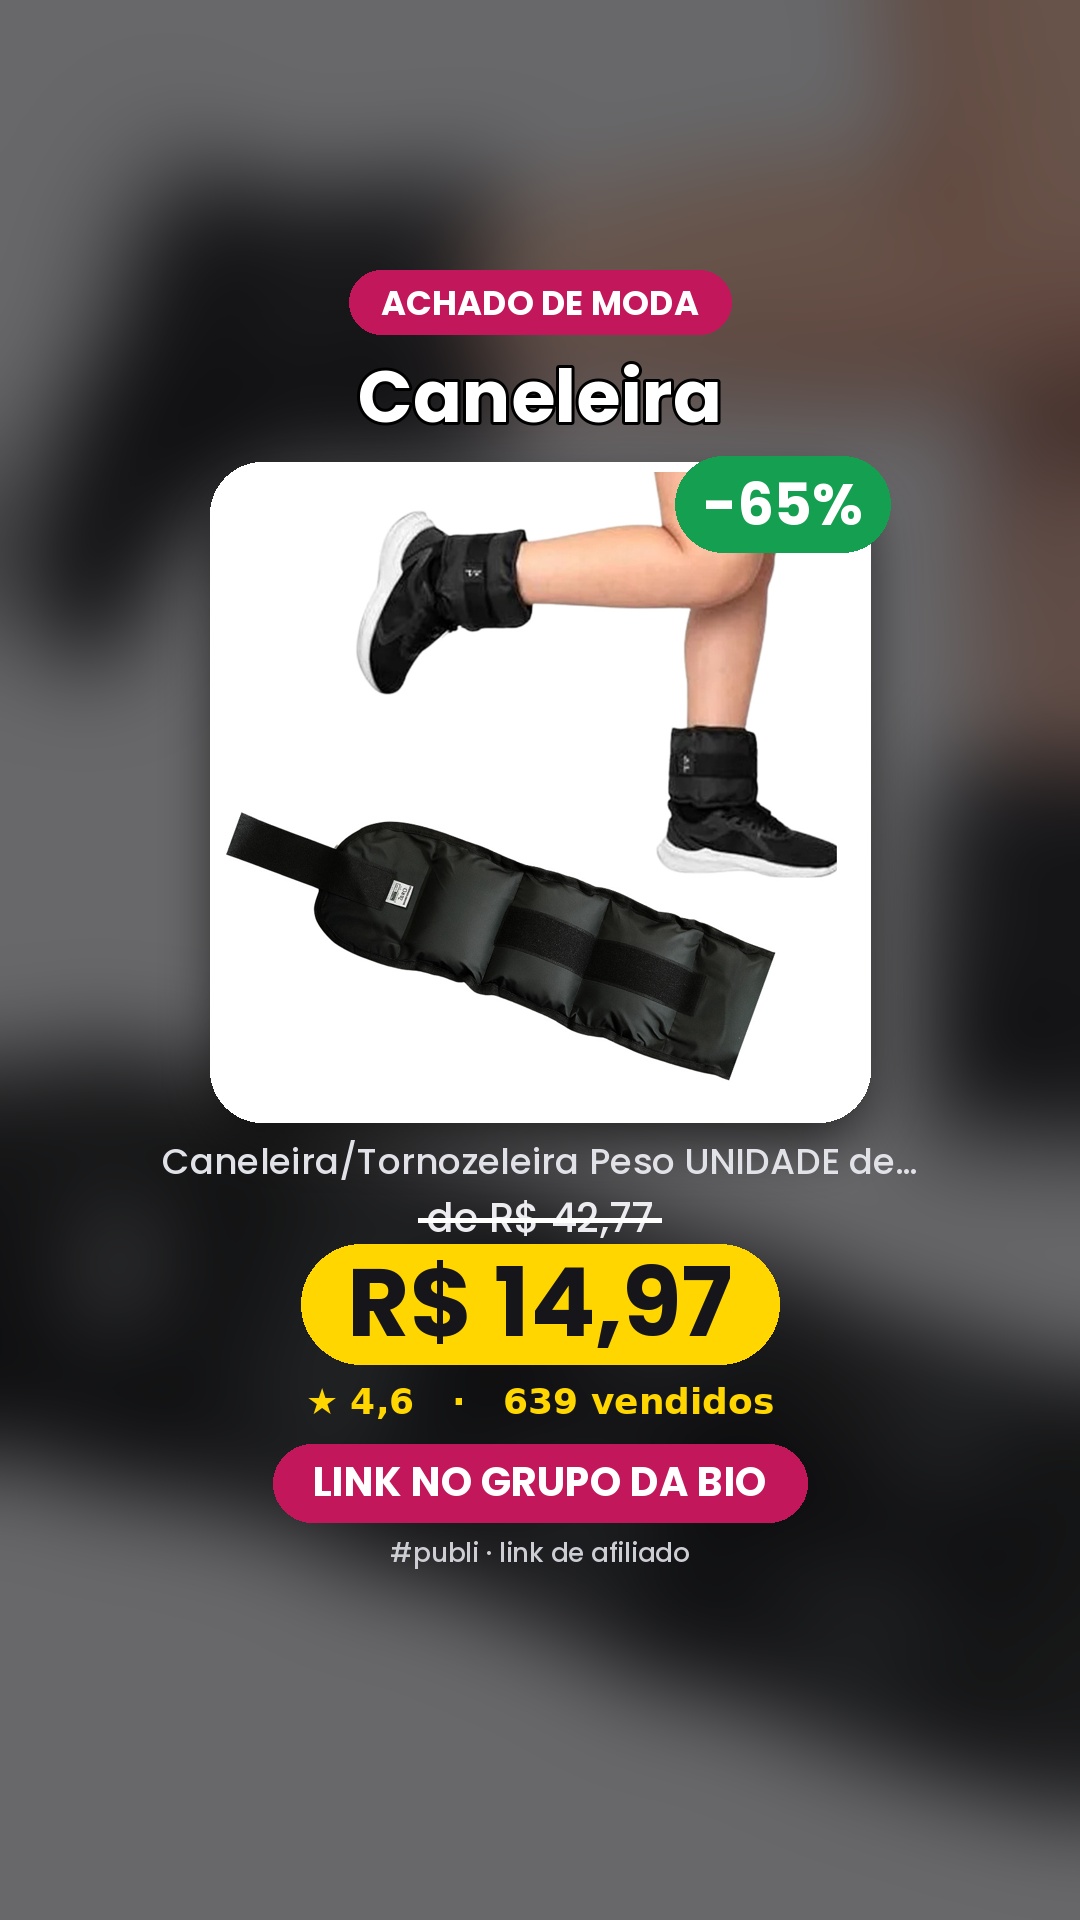 ACHADO DE MODA
Caneleira
-65%
Caneleira/Tornozeleira Peso UNIDADE de...
de R$ 42,77
R$ 14,97
★ 4,6 · 639 vendidos
LINK NO GRUPO DA BIO
#publi · link de afiliado